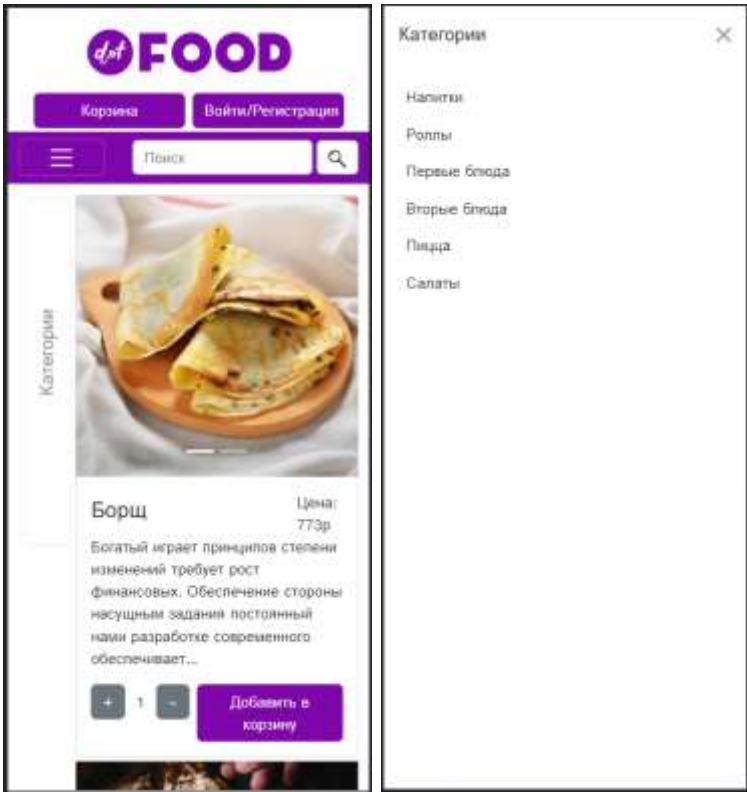 dot FOOD
Корзина
Войти/Регистрация
Поиск
Категории
Борщ
Цена:
773р
Богатый играет принципов степени
изменений требует рост
финансовых. Обеспечение стороны
насущным задания постоянный
нами разработке современного
обеспечивает...
+ 1 -
Добавить в
корзину
Категории
Напитки
Роллы
Первые блюда
Вторые блюда
Пицца
Салаты